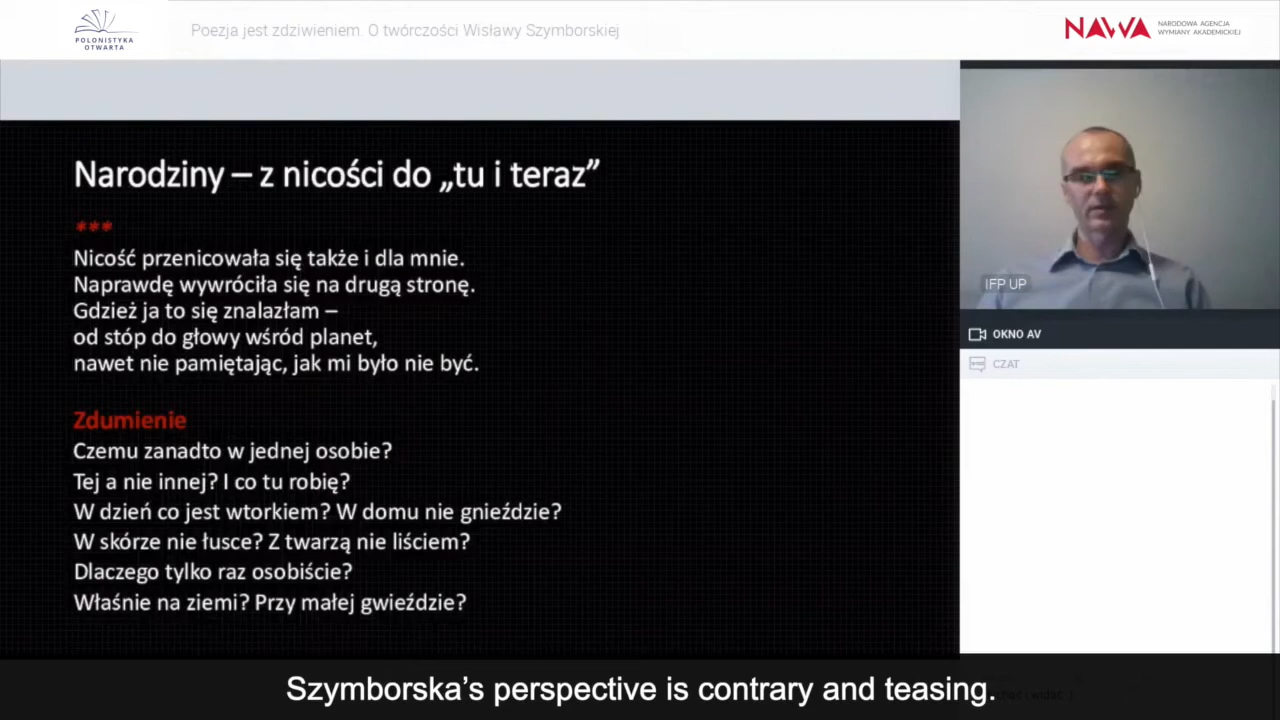 POLONISTYKA
OTWARTA
Poezja jest zdziwieniem. O twórczości Wisławy Szymborskiej
NAWA
NARODOWA AGENCJA
WYMIANY AKADEMICKIEJ
Narodziny – z nicości do „tu i teraz”
***
Nicość przenicowała się także i dla mnie.
Naprawdę wywróciła się na drugą stronę.
Gdzież ja to się znalazłam –
od stóp do głowy wśród planet,
nawet nie pamiętając, jak mi było nie być.
Zdumienie
Czemu zanadto w jednej osobie?
Tej a nie innej? I co tu robię?
W dzień co jest wtorkiem? W domu nie gnieździe?
W skórze nie łusce? Z twarzą nie liściem?
Dlaczego tylko raz osobiście?
Właśnie na ziemi? Przy małej gwieździe?
IFP UP
OKNO AV
CZAT
Szymborska’s perspective is contrary and teasing.